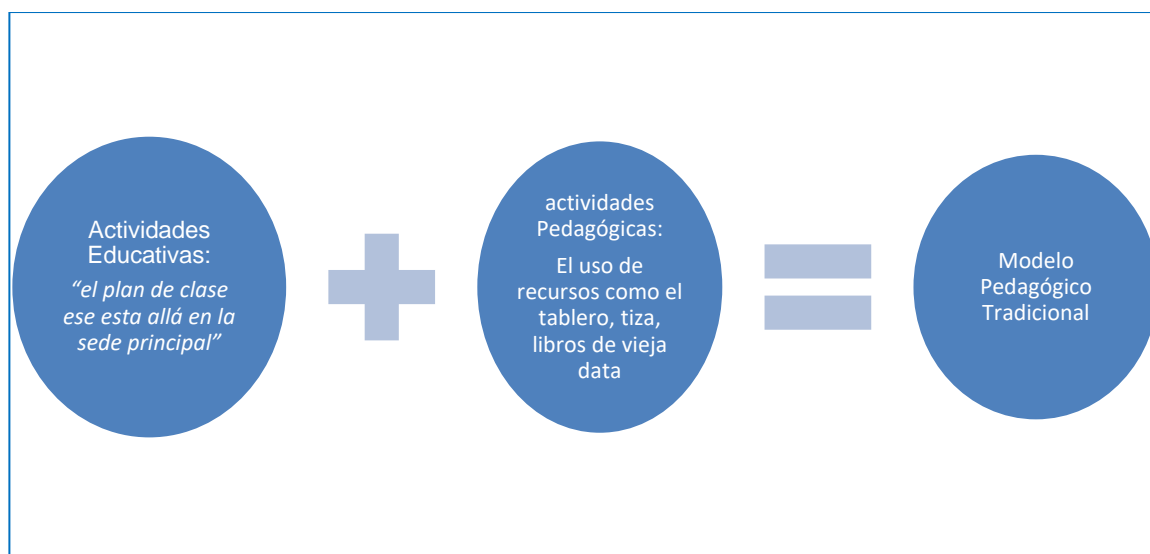 Actividades
Educativas:
“el plan de clase
ese esta allá en la
sede principal”
actividades
Pedagógicas:
El uso de
recursos como el
tablero, tiza,
libros de vieja
data
Modelo
Pedagógico
Tradicional